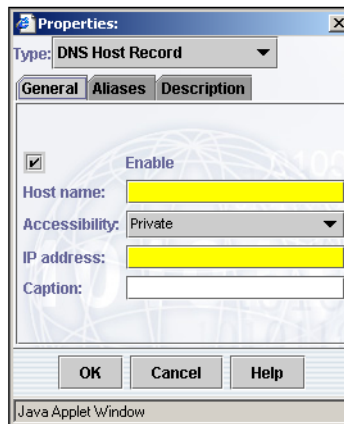 Properties:
Type: DNS Host Record
General Aliases Description
Enable
Host name:
Accessibility: Private
IP address:
Caption:
OK Cancel Help
Java Applet Window